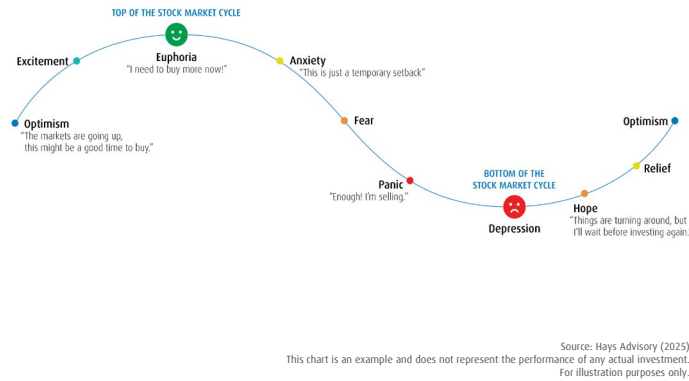 TOP OF THE STOCK MARKET CYCLE
Excitement
Euphoria
"I need to buy more now!"
Anxiety
"This is just a temporary setback"
Optimism
"The markets are going up,
this might be a good time to buy."
Fear
Optimism
Panic
"Enough! I'm selling."
BOTTOM OF THE
STOCK MARKET CYCLE
Depression
Relief
Hope
"Things are turning around, but
I'll wait before investing again.
Source: Hays Advisory (2025)
This chart is an example and does not represent the performance of any actual investment.
For illustration purposes only.